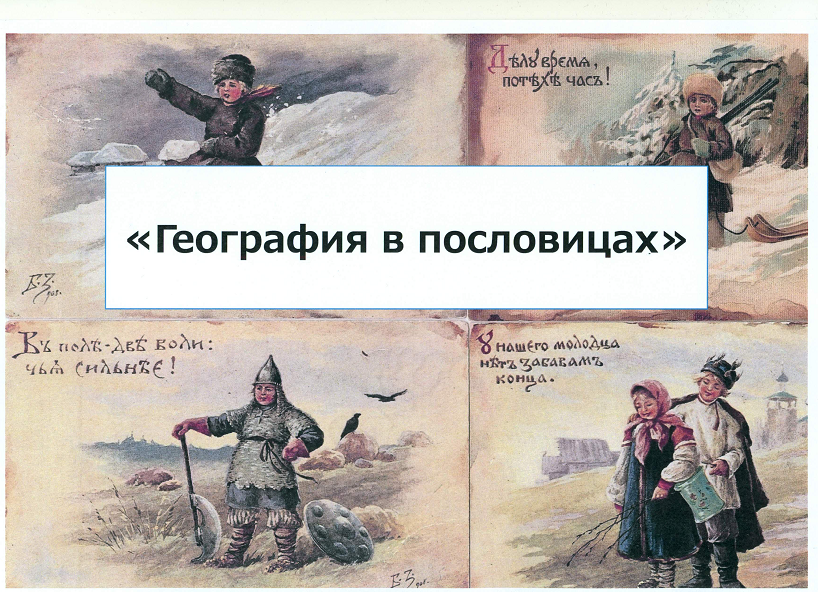 Дѣлу время,
потѣхѣ часъ!
«География в пословицах»
Въ полѣ-двѣ воли:
чья сильнѣе!
У нашего молодца
нѣтъ забавамъ
конца.
Е. Б.